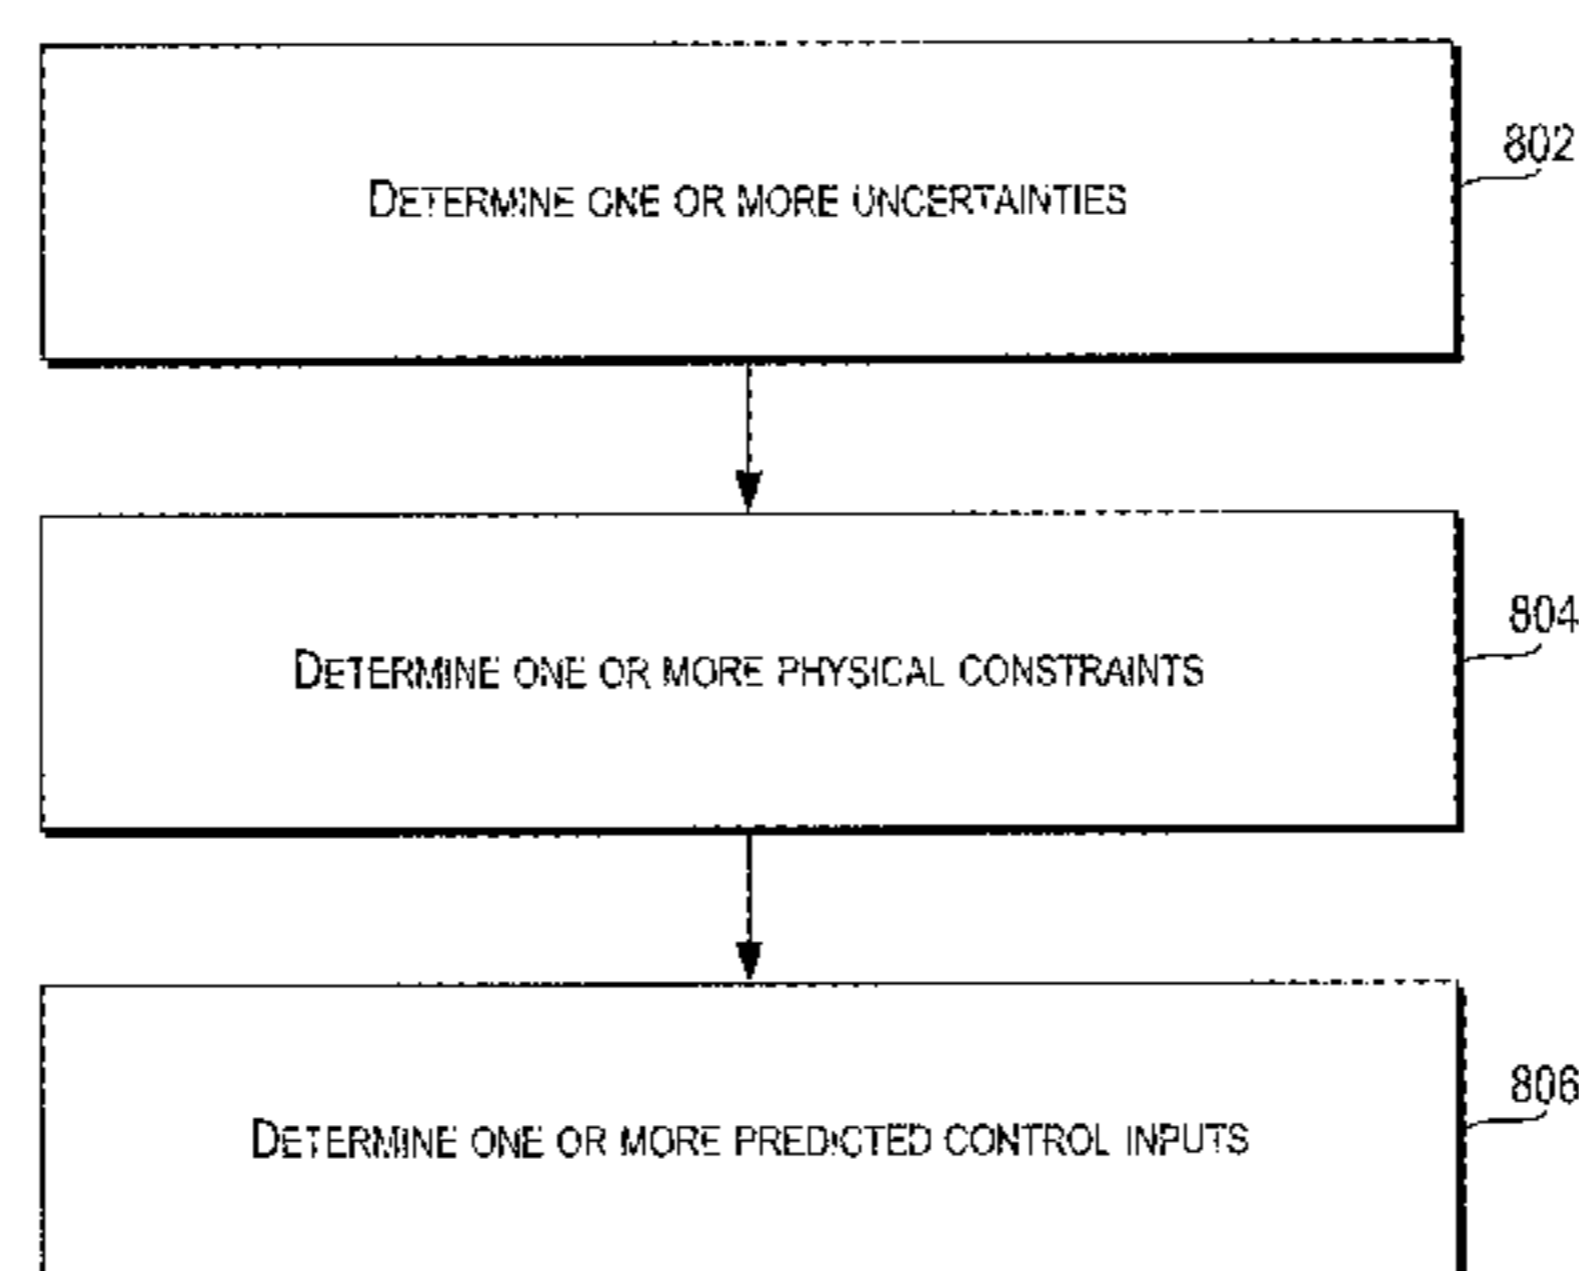 802
DETERMINE ONE OR MORE UNCERTAINTIES
804
DETERMINE ONE OR MORE PHYSICAL CONSTRAINTS
806
DETERMINE ONE OR MORE PREDICTED CONTROL INPUTS